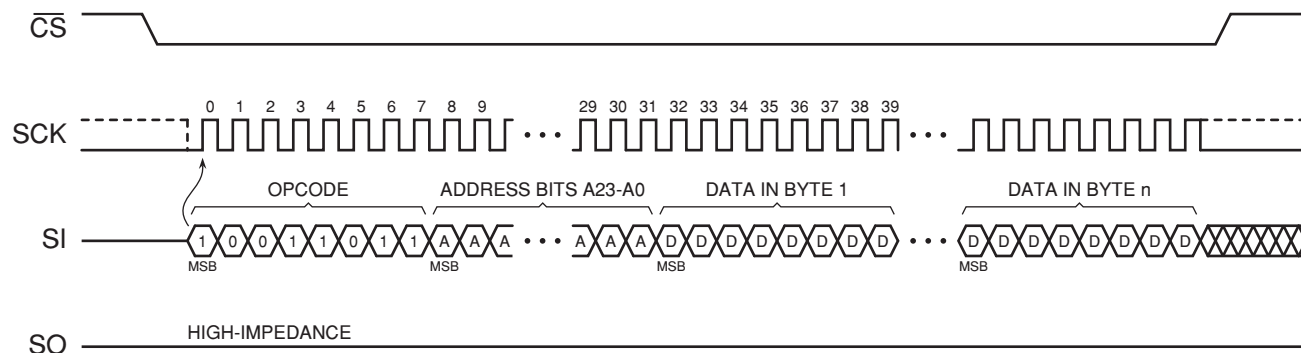 CS
0 1 2 3 4 5 6 7 8 9 29 30 31 32 33 34 35 36 37 38 39
SCK
OPCODE ADDRESS BITS A23-A0 DATA IN BYTE 1 DATA IN BYTE n
SI 1 0 0 1 1 0 1 1 A A A A A A D D D D D D D D D D D D D D D D
MSB MSB MSB MSB
HIGH-IMPEDANCE
SO